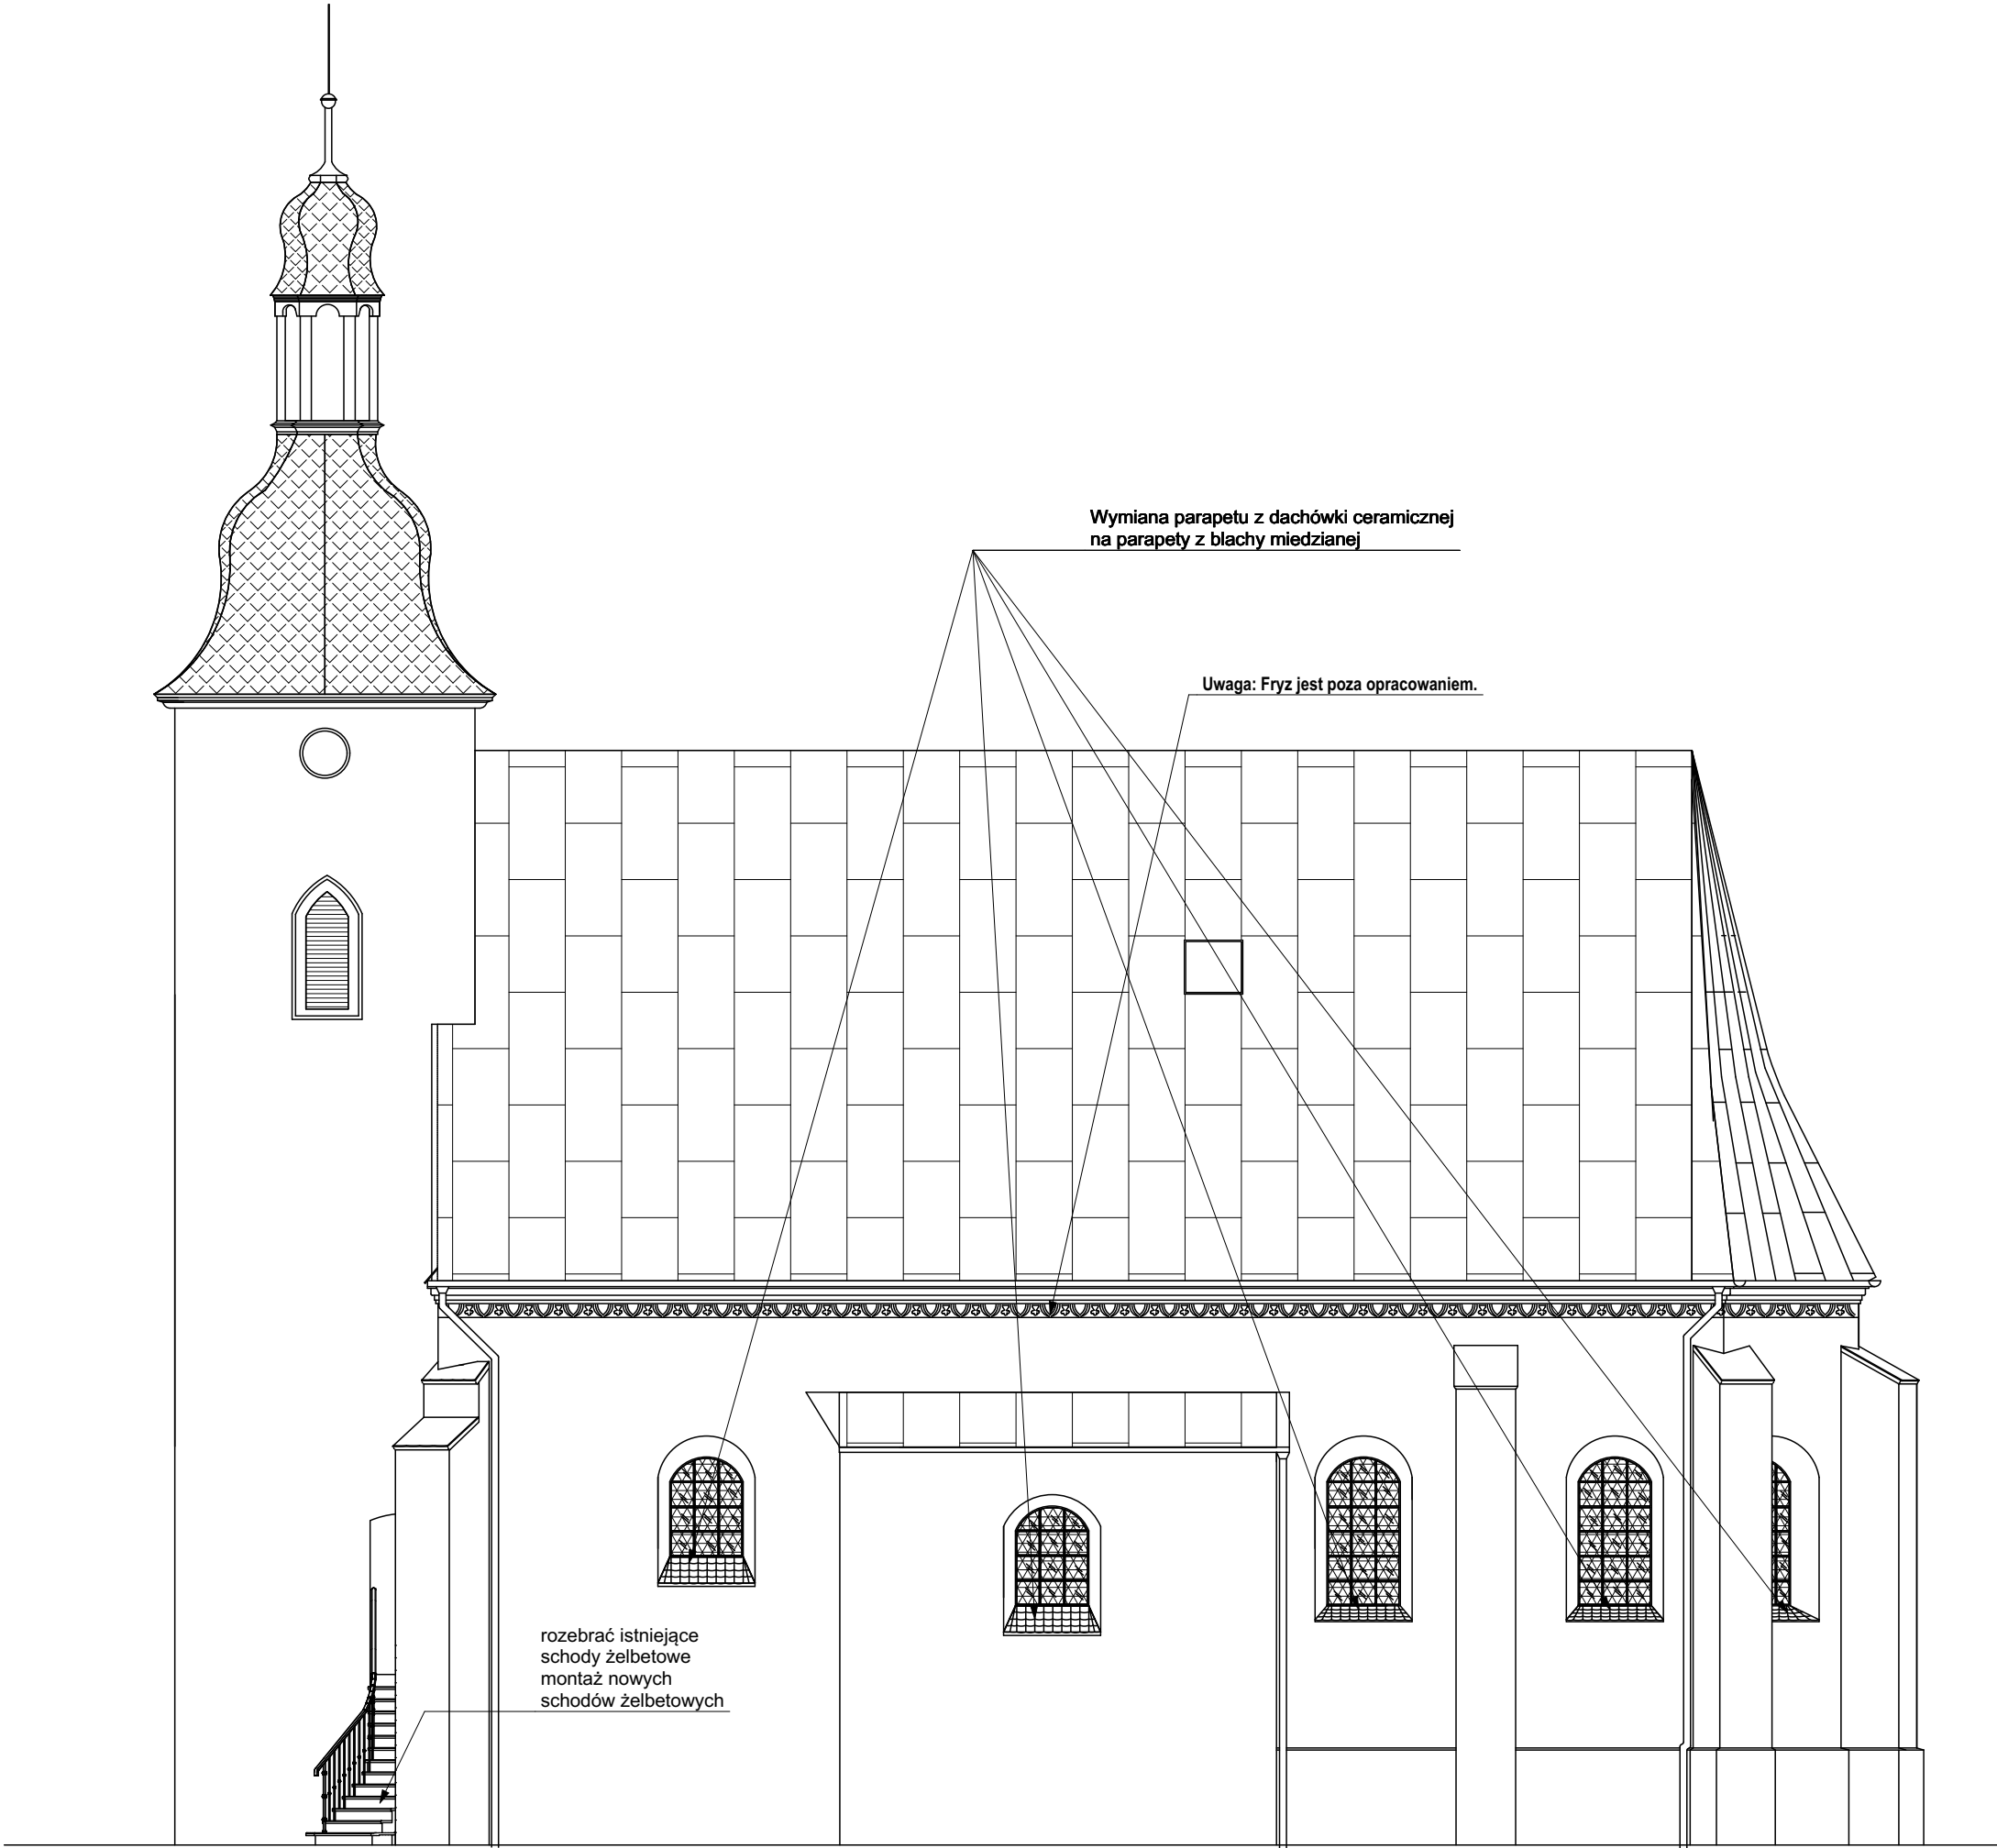 Wymiana parapetu z dachówki ceramicznej
na parapety z blachy miedzianej
Uwaga: Fryz jest poza opracowaniem.
rozebrać istniejące
schody żelbetowe
montaż nowych
schodów żelbetowych